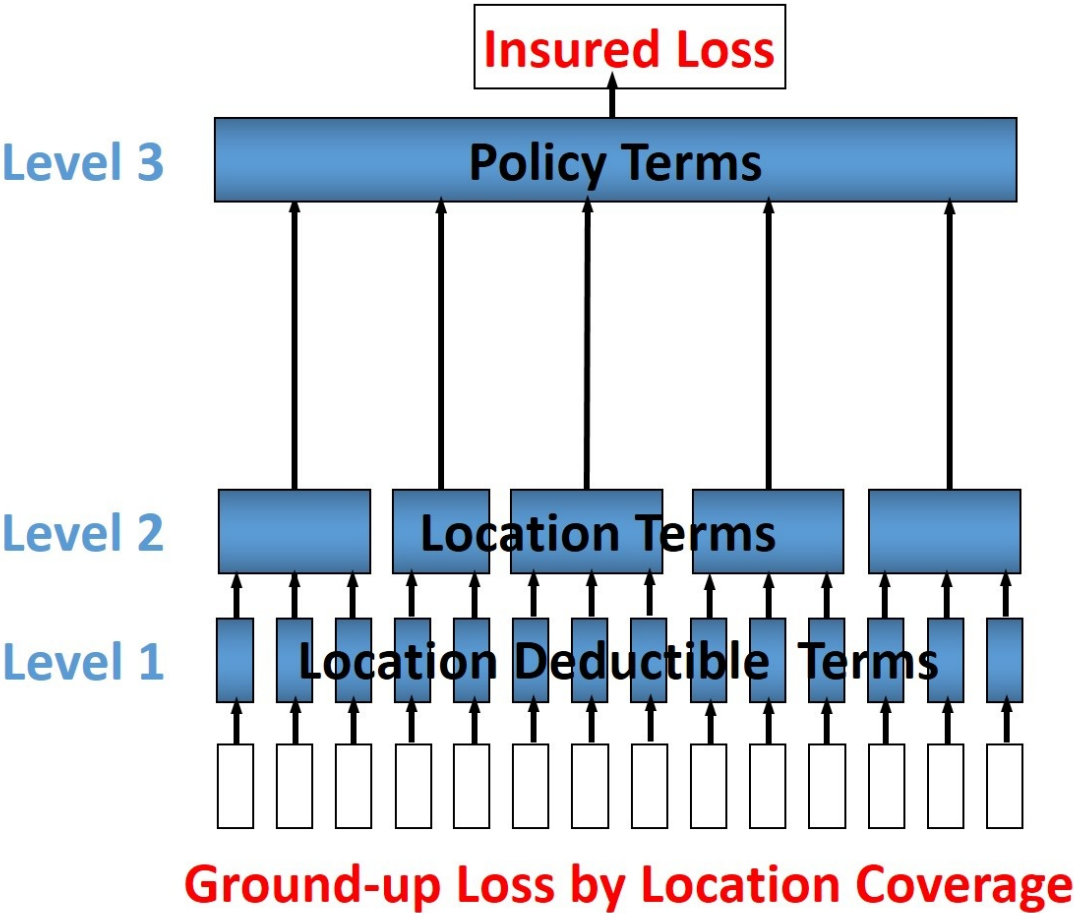 Insured Loss
Level 3
Policy Terms
Level 2
Location Terms
Level 1
Location Deductible Terms
Ground-up Loss by Location Coverage